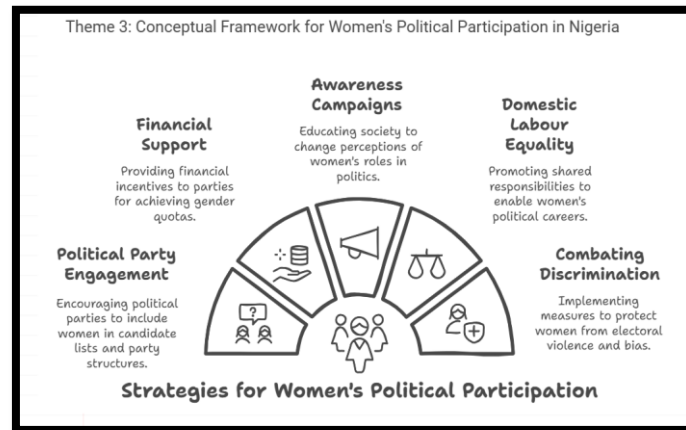 Theme 3: Conceptual Framework for Women's Political Participation in Nigeria
Awareness
Campaigns
Educating society to
change perceptions of
women's roles in
politics.
Financial
Support
Providing financial
incentives to parties
for achieving gender
quotas.
Domestic
Labour
Equality
Promoting shared
responsibilities to
enable women's
political careers.
Political Party
Engagement
Encouraging political
parties to include
women in candidate
lists and party
structures.
Combating
Discrimination
Implementing
measures to protect
women from electoral
violence and bias.
?
Strategies for Women's Political Participation